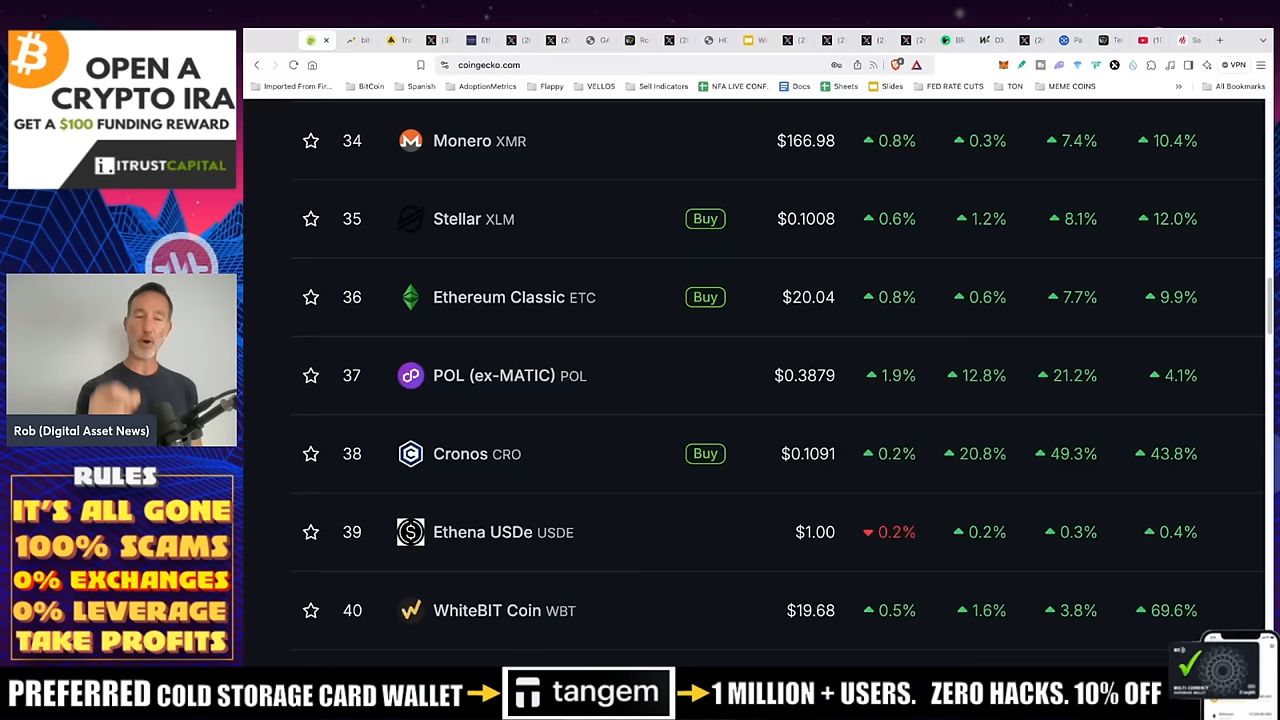 OPEN A
CRYPTO IRA
GET A $100 FUNDING REWARD
i. iTRUSTCAPITAL
Rob (Digital Asset News)
RULES
IT'S ALL GONE
100% SCAMS
0% EXCHANGES
0% LEVERAGE
TAKE PROFITS
coingecko.com
VPN
Imported From Fir... BitCoin Spanish AdoptionMetrics Flappy VELLOS Sell Indicators NFA LIVE CONF. Docs Sheets Slides FED RATE CUTS TON MEME COINS » All Bookmarks
34 Monero XMR $166.98 0.8% 0.3% 7.4% 10.4%
35 Stellar XLM Buy $0.1008 0.6% 1.2% 8.1% 12.0%
36 Ethereum Classic ETC Buy $20.04 0.8% 0.6% 7.7% 9.9%
37 POL (ex-MATIC) POL $0.3879 1.9% 12.8% 21.2% 4.1%
38 Cronos CRO Buy $0.1091 0.2% 20.8% 49.3% 43.8%
39 Ethena USDe USDE $1.00 0.2% 0.2% 0.3% 0.4%
40 WhiteBIT Coin WBT $19.68 0.5% 1.6% 3.8% 69.6%
PREFERRED COLD STORAGE CARD WALLET tangem 1 MILLION + USERS. ZERO HACKS. 10% OFF